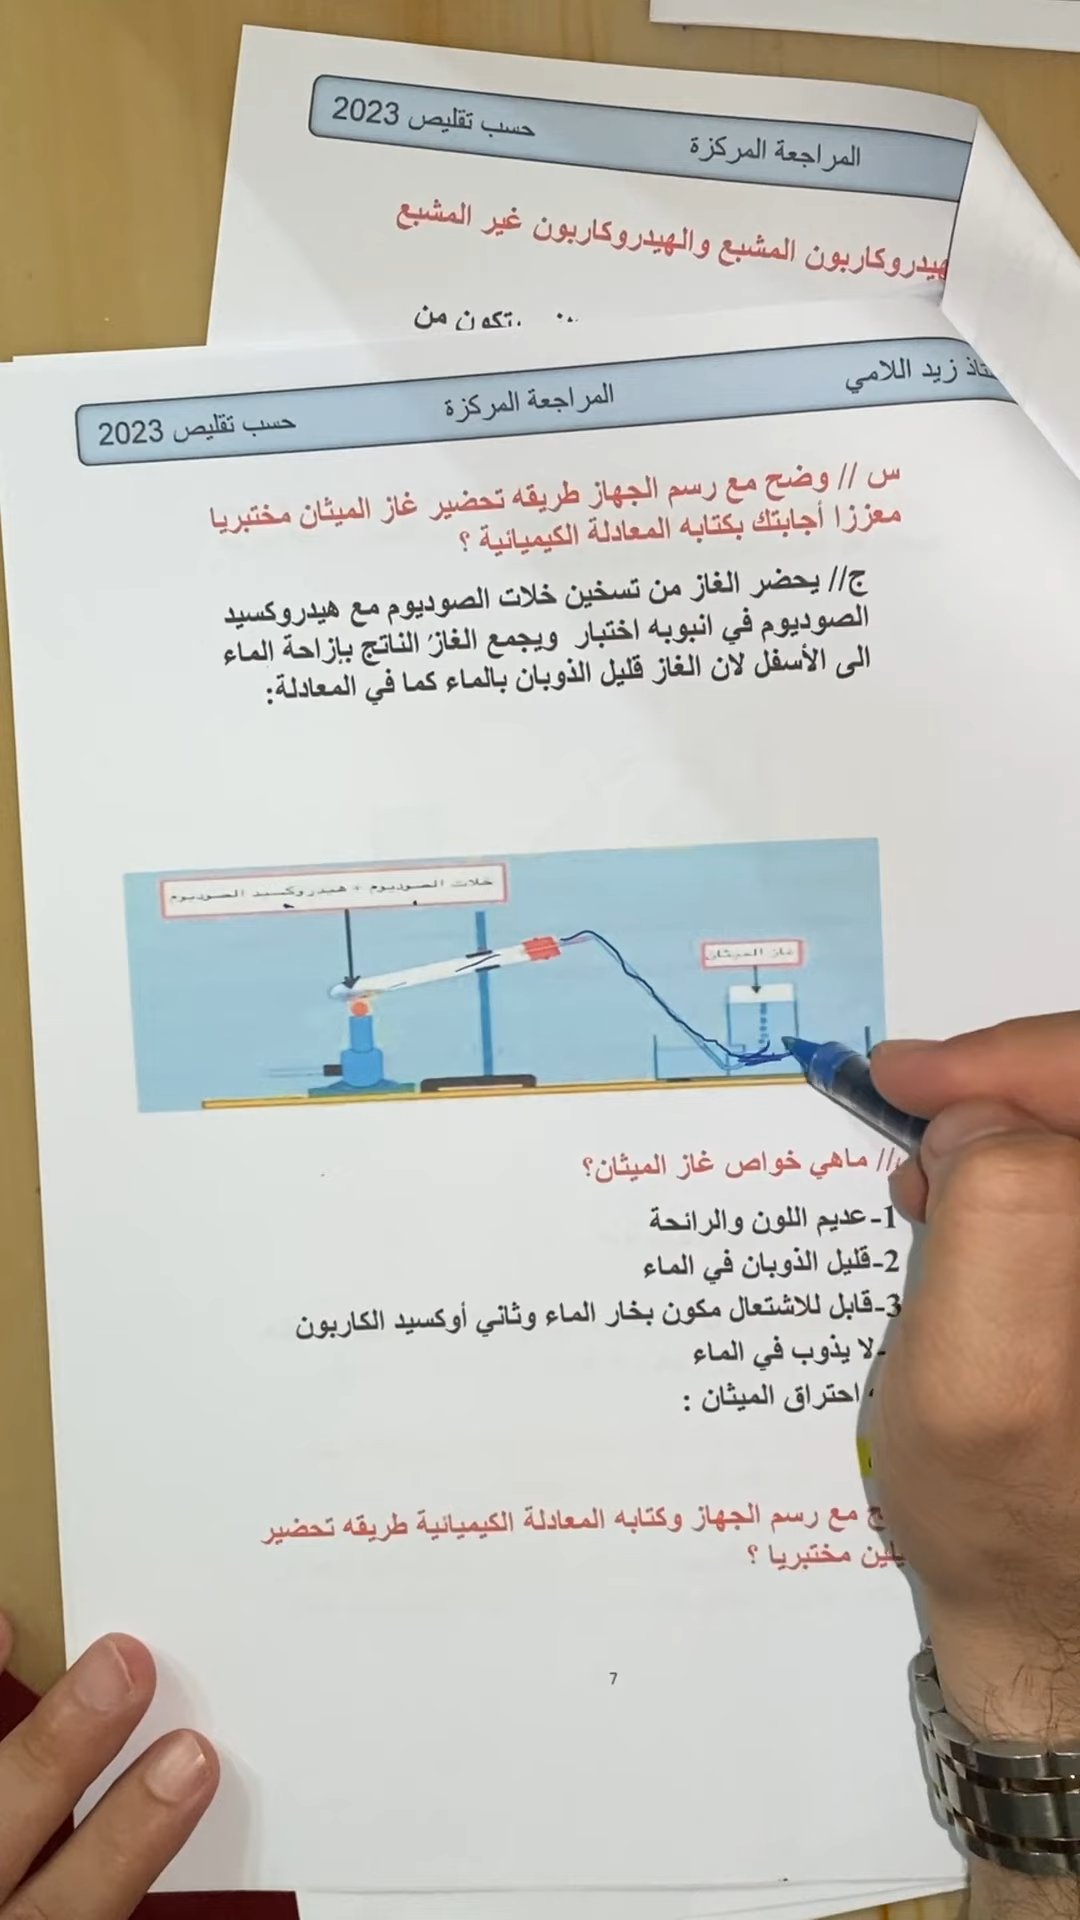 المراجعة المركزة حسب تقليص 2023
هيدروكاربون المشبع والهيدروكاربون غير المشبع
يتكون من
زيد اللامي المراجعة المركزة حسب تقليص 2023
س // وضح مع رسم الجهاز طريقه تحضير غاز الميثان مختبريا
معززا أجابتك بكتابه المعادلة الكيميائية ؟
ج// يحضر الغاز من تسخين خلات الصوديوم مع هيدروكسيد
الصوديوم في انبوبه اختبار ويجمع الغاز الناتج بإزاحة الماء
الى الأسفل لان الغاز قليل الذوبان بالماء كما في المعادلة:
خلات الصوديوم + هيدروكسيد الصوديوم
غاز الميثان
// ماهي خواص غاز الميثان؟
1-عديم اللون والرائحة
2-قليل الذوبان في الماء
3-قابل للاشتعال مكون بخار الماء وثاني أوكسيد الكاربون
-لا يذوب في الماء
احتراق الميثان :
مع رسم الجهاز وكتابه المعادلة الكيميائية طريقه تحضير
مختبريا ؟
7